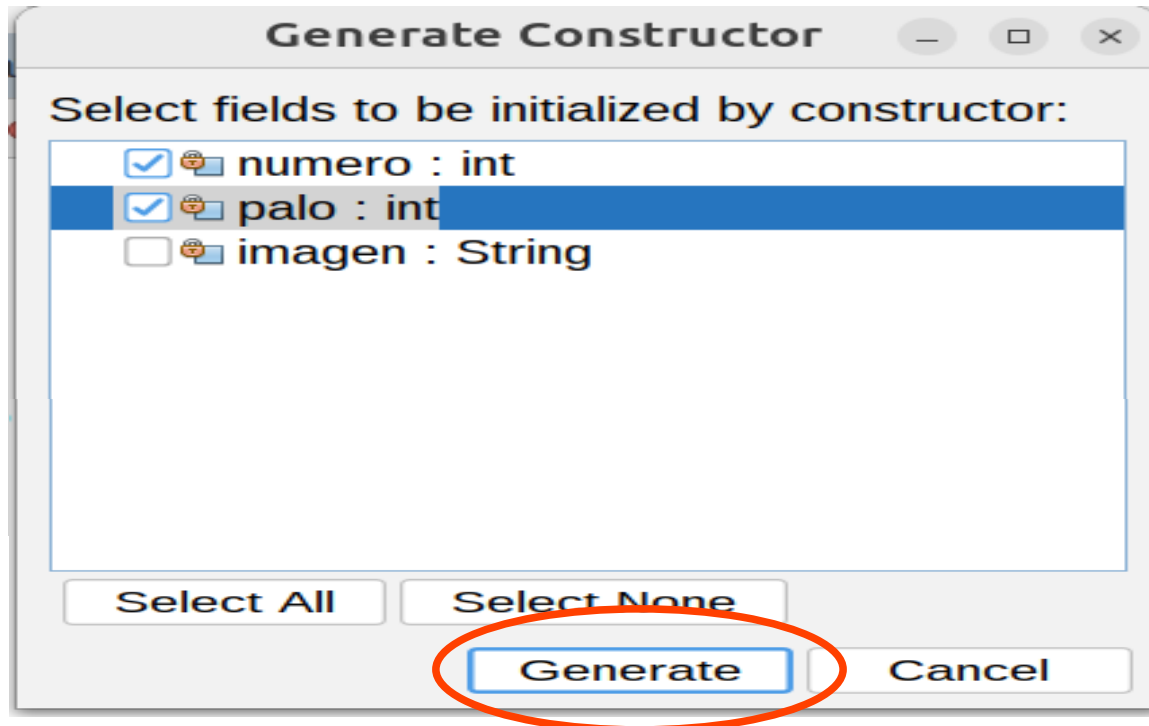 Generate Constructor
Select fields to be initialized by constructor:
numero : int
palo : int
imagen : String
Select All Select None
Generate Cancel